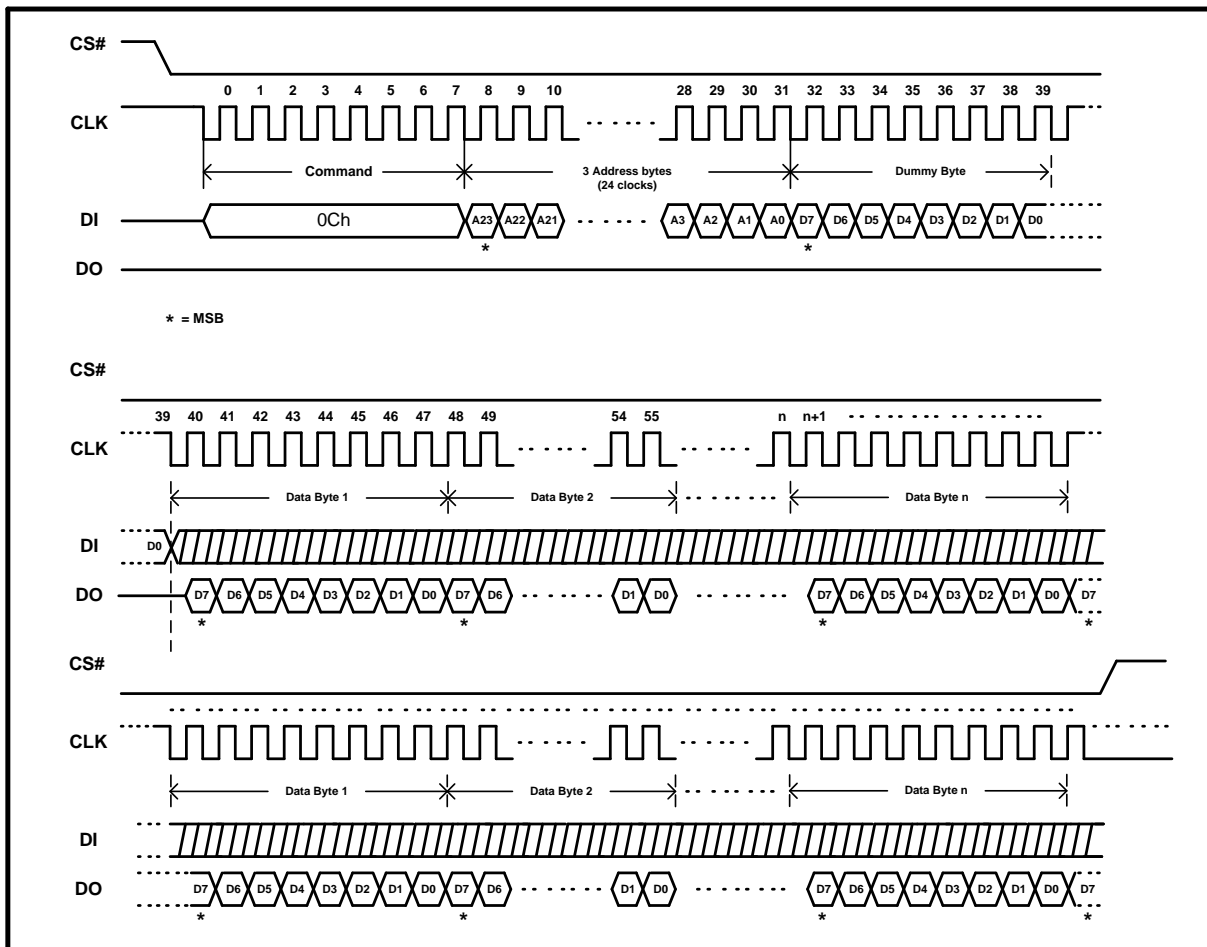 CS#
0 1 2 3 4 5 6 7 8 9 10 28 29 30 31 32 33 34 35 36 37 38 39
CLK
Command 3 Address bytes Dummy Byte
(24 clocks)
DI 0Ch A23 A22 A21 A3 A2 A1 A0 D7 D6 D5 D4 D3 D2 D1 D0
* *
DO
* = MSB
CS#
39 40 41 42 43 44 45 46 47 48 49 54 55 n n+1
CLK
Data Byte 1 Data Byte 2 Data Byte n
DI D0
DO D7 D6 D5 D4 D3 D2 D1 D0 D7 D6 D1 D0 D7 D6 D5 D4 D3 D2 D1 D0 D7
* * * *
CS#
CLK
Data Byte 1 Data Byte 2 Data Byte n
DI
DO D7 D6 D5 D4 D3 D2 D1 D0 D7 D6 D1 D0 D7 D6 D5 D4 D3 D2 D1 D0 D7
* * * *